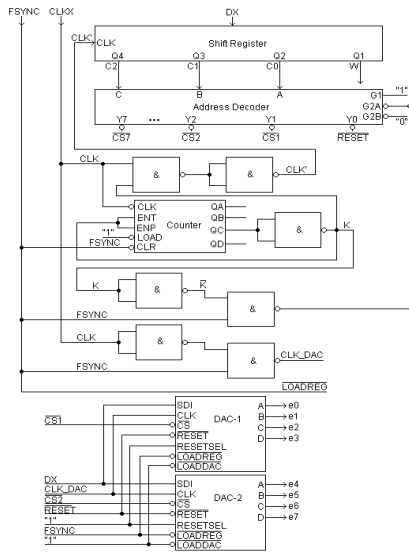 FSYNC CLKX DX
CLK' CLK Shift Register
Q4 Q3 Q2 Q1
C2 C1 C0 W
C B A G1 "1"
Address Decoder G2A
G2B "0"
Y7 ••• Y2 Y1 Y0
CS7 CS2 CS1 RESET
CLK & & CLK'
CLK QA
ENT QB
ENP Counter QC & K
"1" LOAD QD
FSYNC CLR
K & K
&
FSYNC
CLK &
& CLK_DAC
FSYNC
LOADREG
SDI DAC-1 A e0
CLK B e1
CS1 CS C e2
RESET D e3
RESETSEL
LOADREG
LOADDAC
DX SDI A e4
CLK_DAC CLK DAC-2 B e5
CS2 CS C e6
RESET RESET D e7
"1" RESETSEL
FSYNC LOADREG
"1" LOADDAC